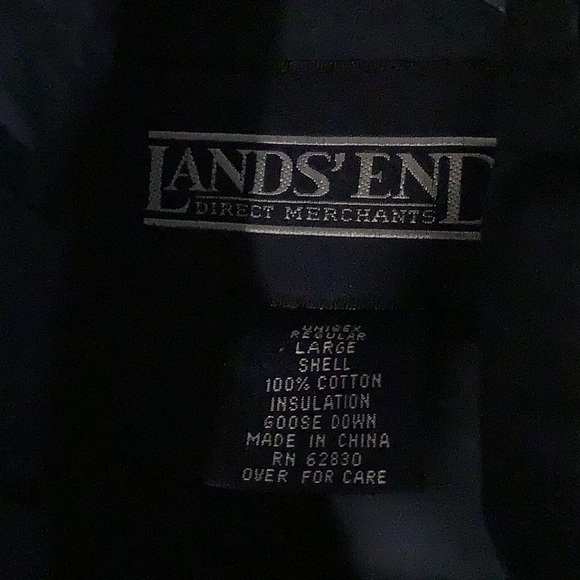 LANDS' END
DIRECT MERCHANTS
UNISEX
REGULAR
LARGE
SHELL
100% COTTON
INSULATION
GOOSE DOWN
MADE IN CHINA
RN 62830
OVER FOR CARE